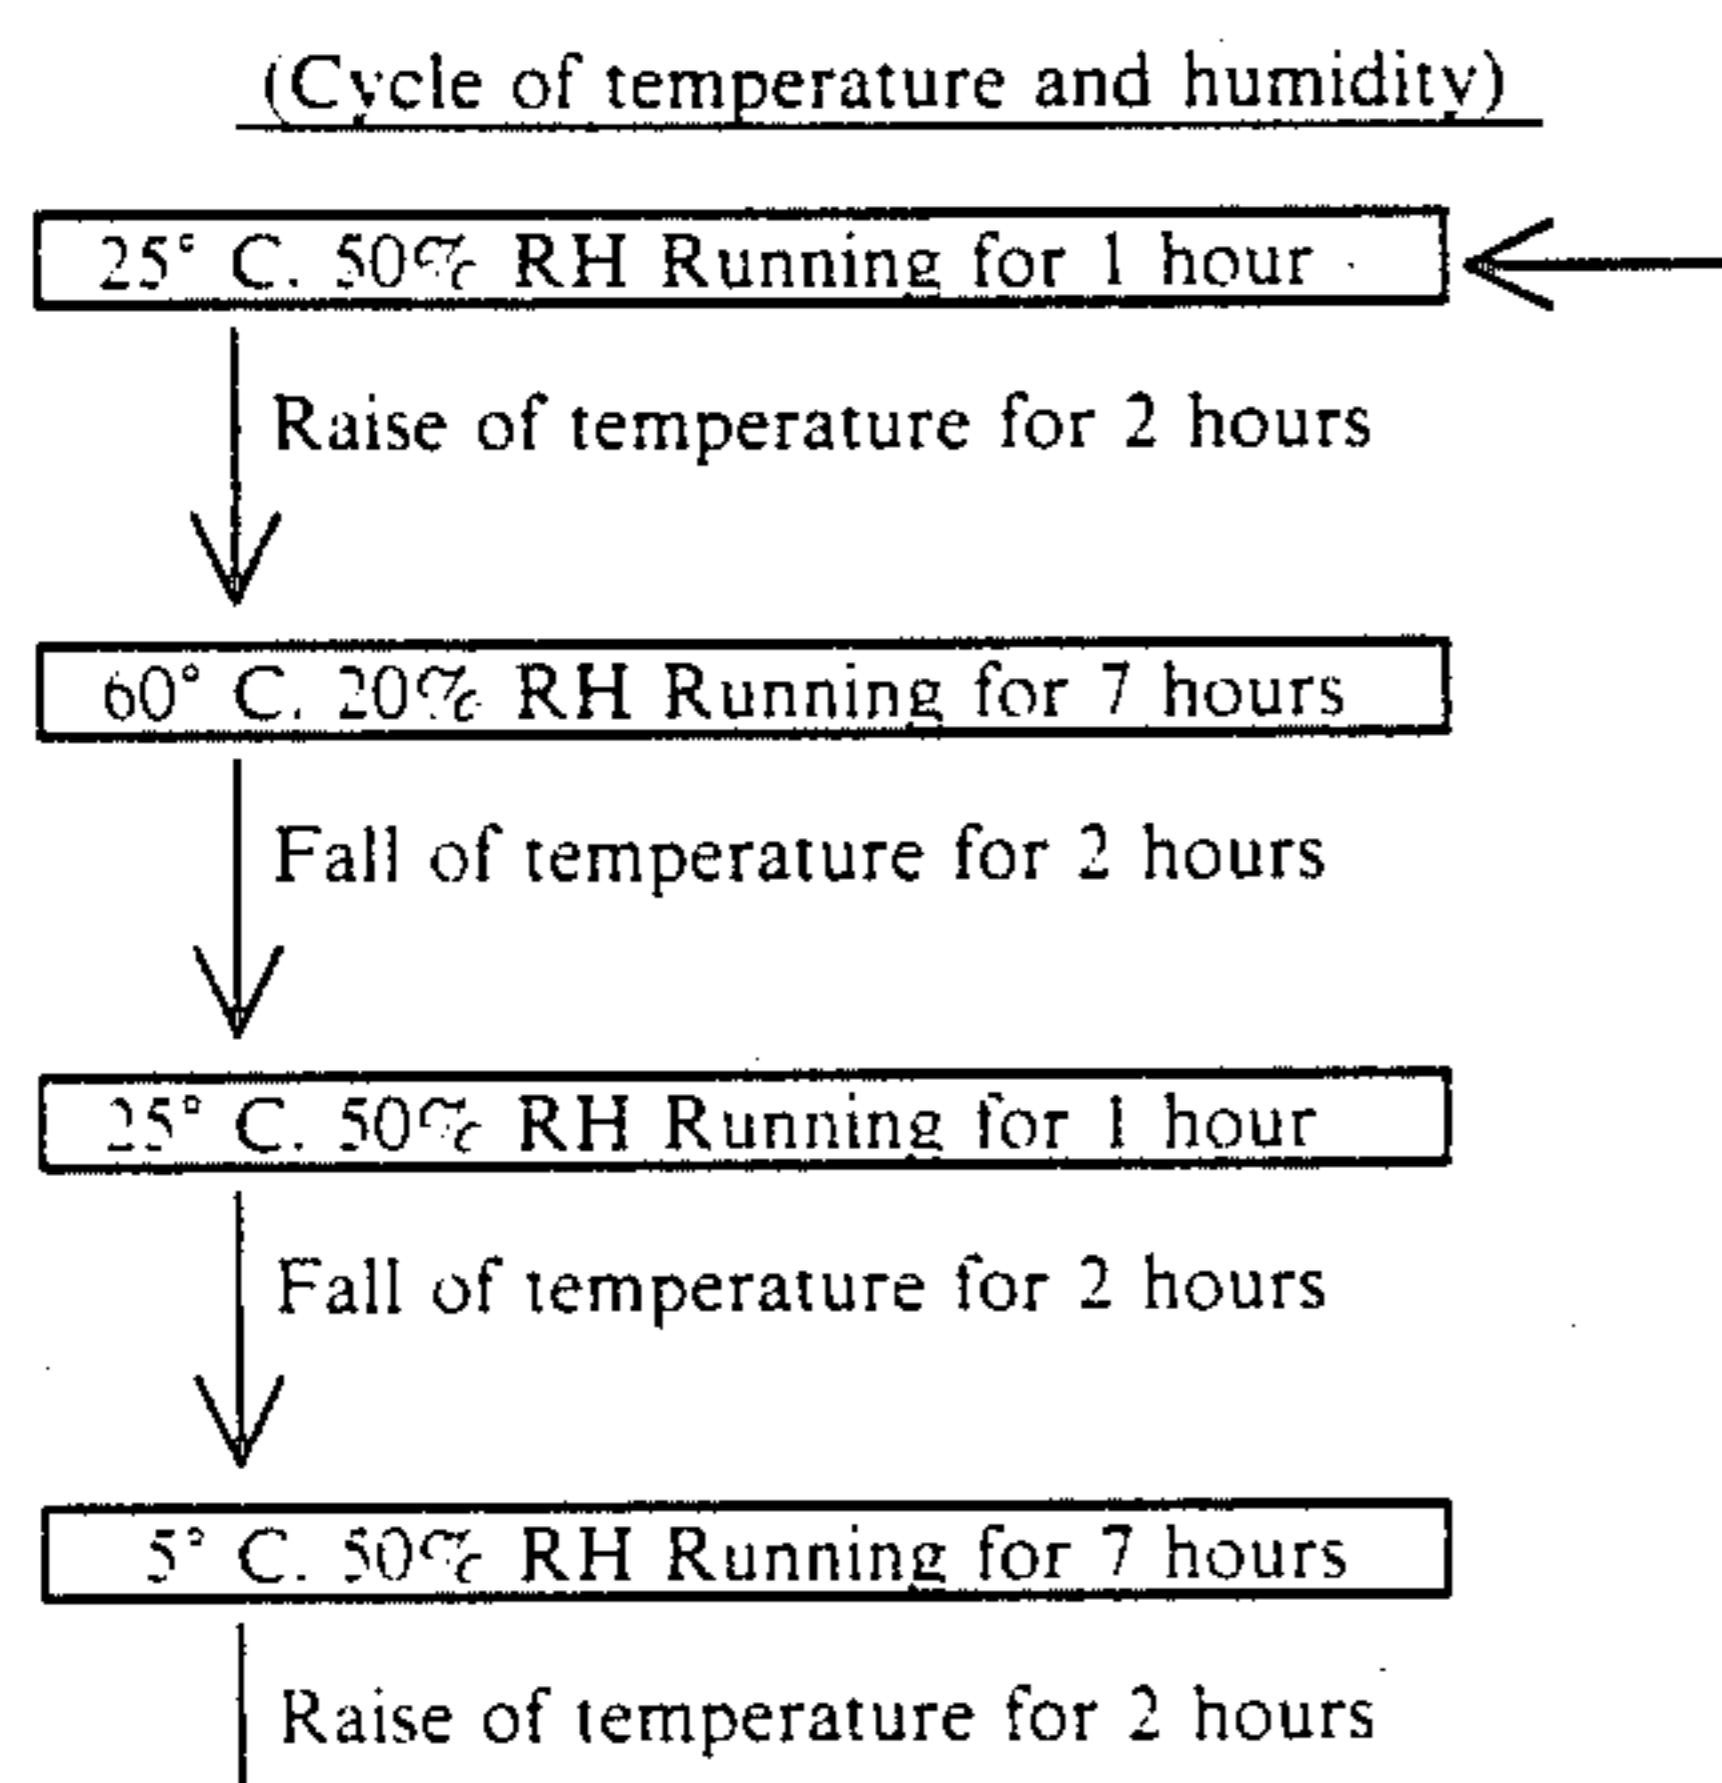 (Cycle of temperature and humidity)
25° C. 50% RH Running for 1 hour
Raise of temperature for 2 hours
60° C. 20% RH Running for 7 hours
Fall of temperature for 2 hours
25° C. 50% RH Running for 1 hour
Fall of temperature for 2 hours
5° C. 50% RH Running for 7 hours
Raise of temperature for 2 hours